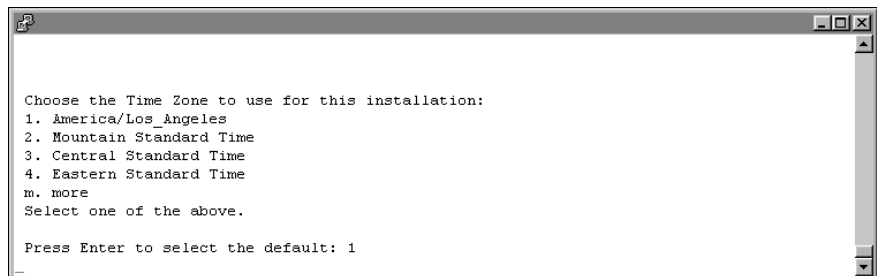 Choose the Time Zone to use for this installation:
1. America/Los_Angeles
2. Mountain Standard Time
3. Central Standard Time
4. Eastern Standard Time
m. more
Select one of the above.
Press Enter to select the default: 1